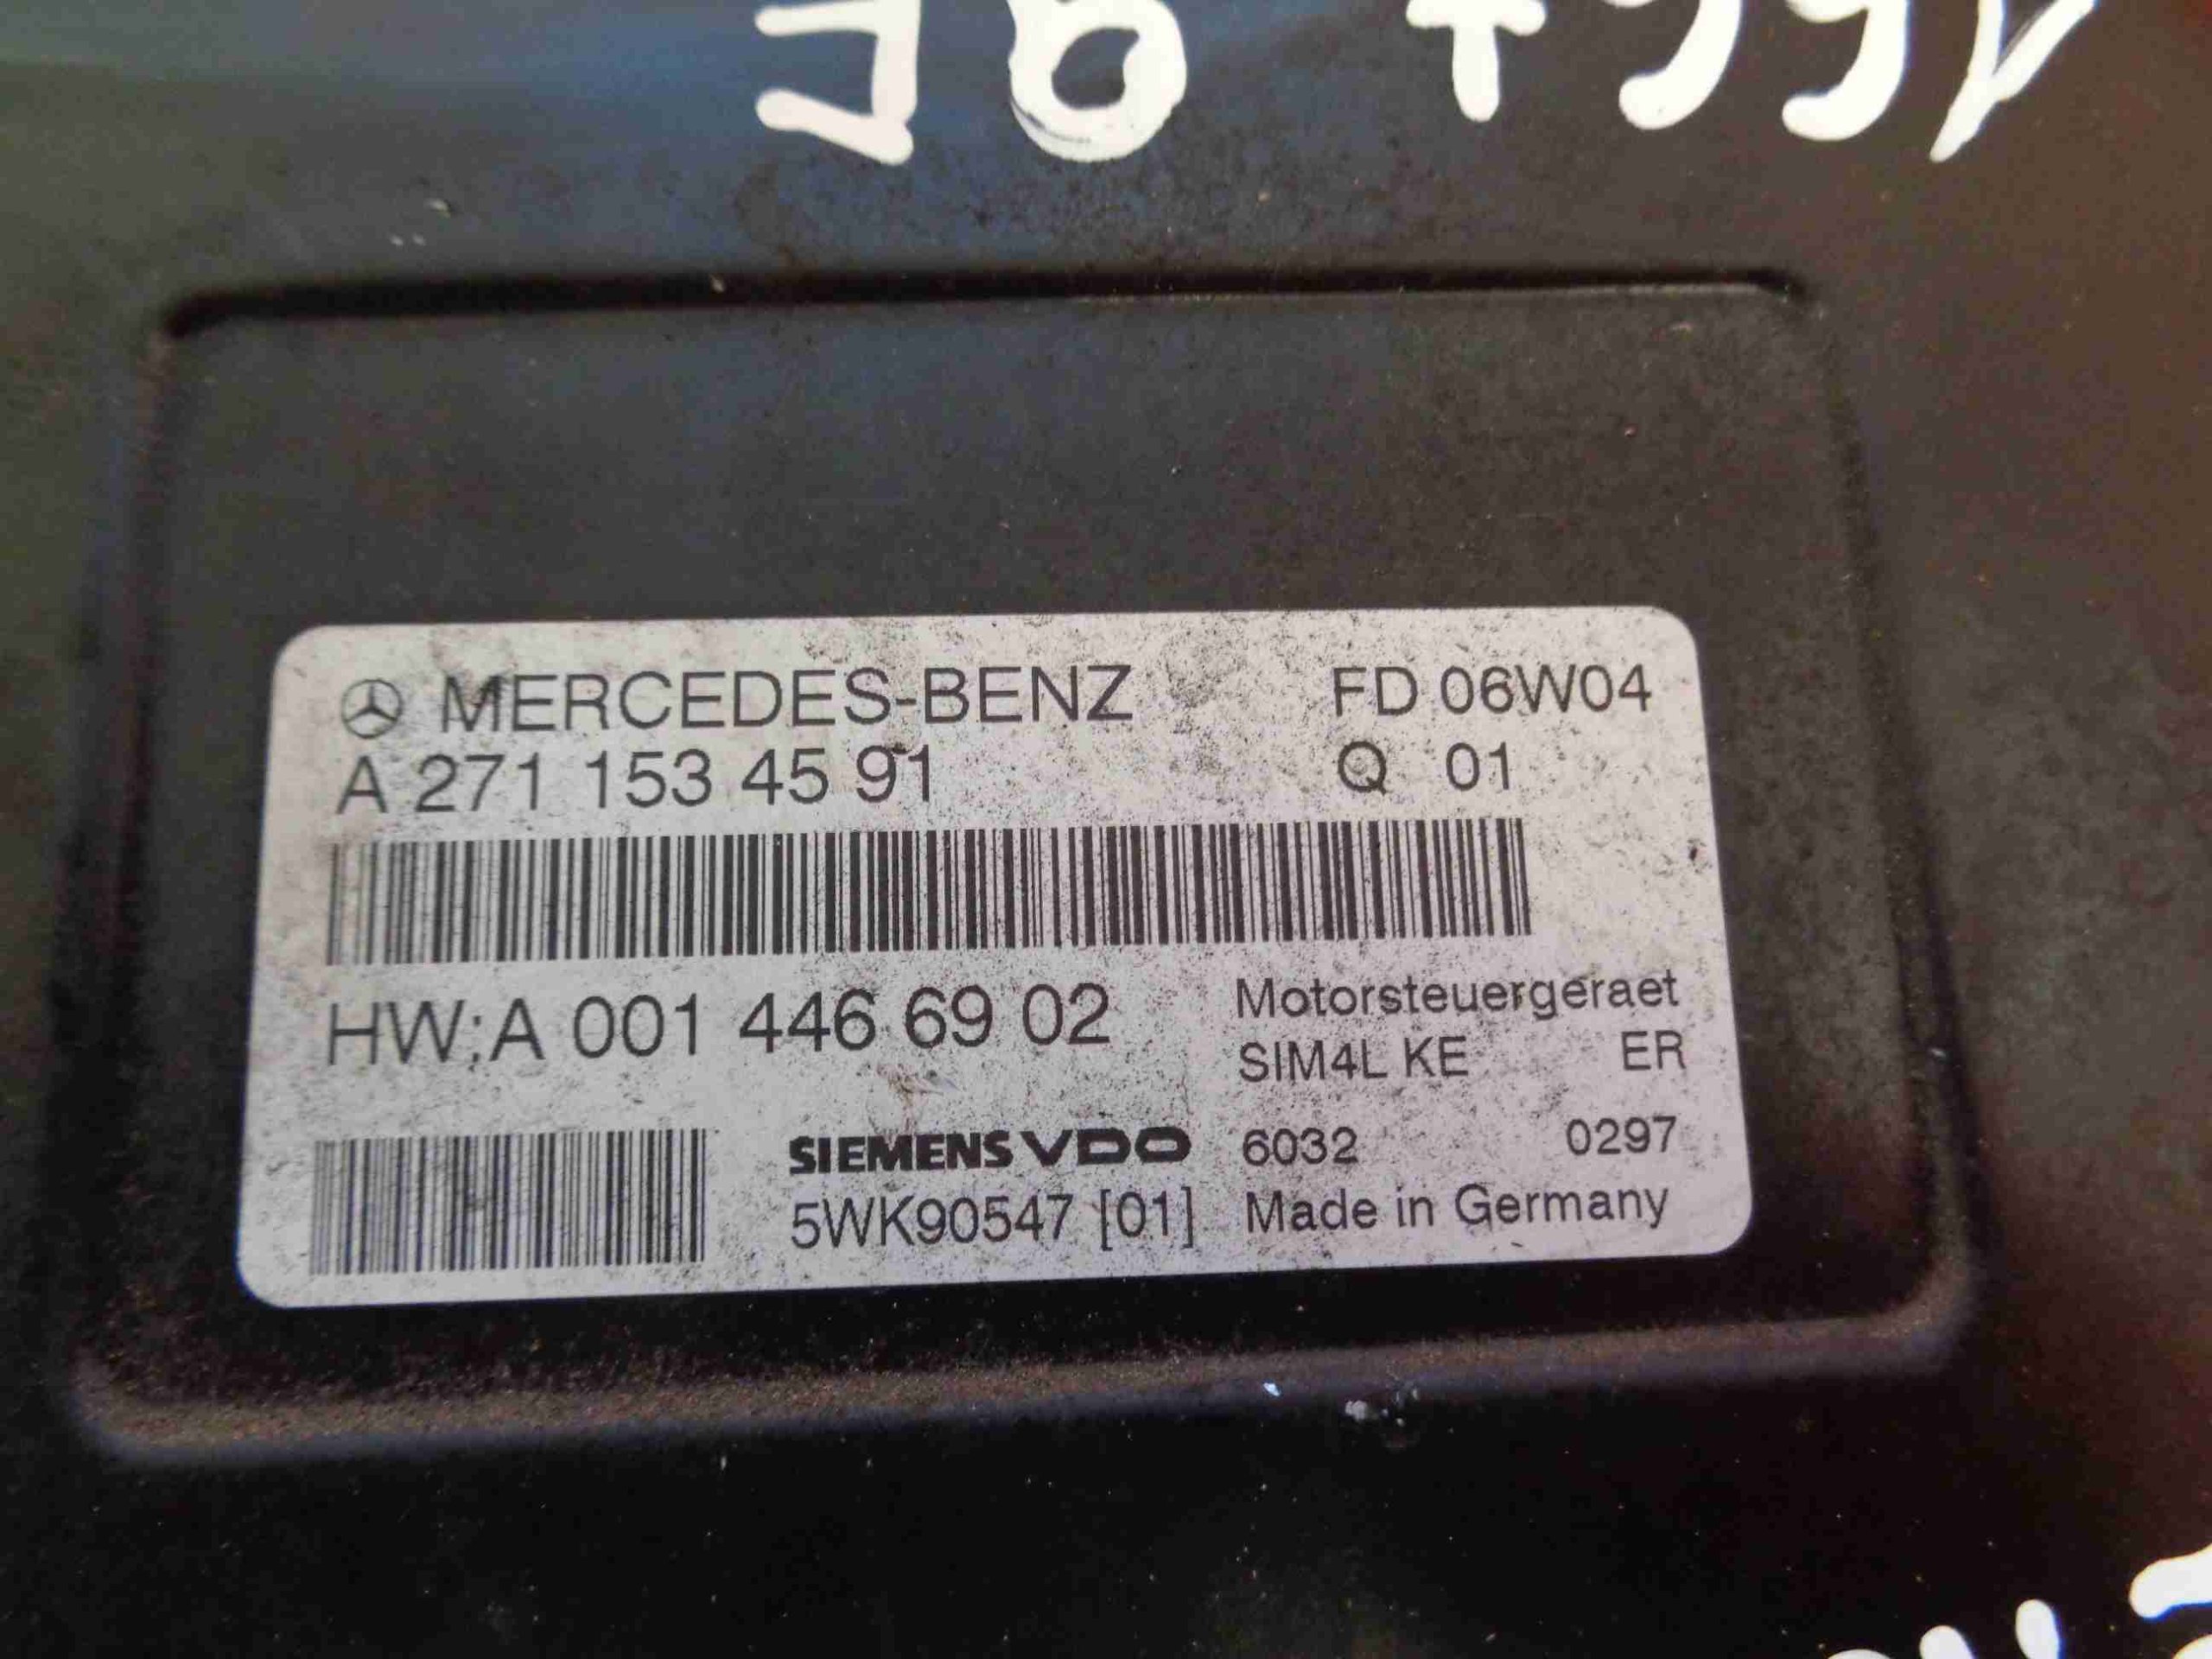 MERCEDES-BENZ FD 06W04
A 271 153 45 91 Q 01
HW:A 001 446 69 02 Motorsteuergeraet
SIM4L KE ER
SIEMENS VDO 6032 0297
5WK90547 [01] Made in Germany